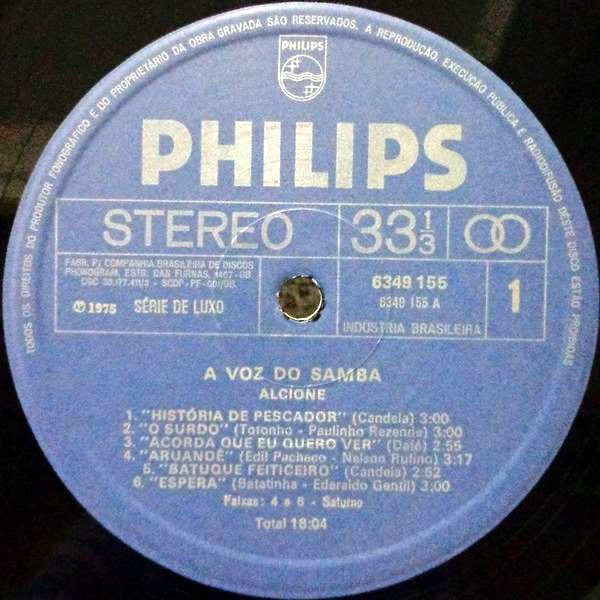 TODOS OS DIREITOS DO PRODUTOR FONOGRÁFICO E DO PROPRIETÁRIO DA OBRA GRAVADA SÃO RESERVADOS. A REPRODUÇÃO, EXECUÇÃO PÚBLICA E RADIODIFUSÃO DESTE DISCO ESTÃO PROIBIDAS
PHILIPS
PHILIPS
STEREO 33 1/3
FABR. P/ COMPANHIA BRASILEIRA DE DISCOS
PHONOGRAM, ESTR. DAS FURNAS,
6349 155
6349 155 A
1
℗ 1975 SÉRIE DE LUXO
INDÚSTRIA BRASILEIRA
A VOZ DO SAMBA
ALCIONE
1. "HISTÓRIA DE PESCADOR" (Candeia) 3:00
2. "O SURDO" (Totonho - Paulinho Rezende) 3:00
3. "ACORDA QUE EU QUERO VER" (Dalé) 2:55
4. "ARUANDÊ" (Edil Pacheco - Nelson Rufino) 3:17
5. "BATUQUE FEITICEIRO" (Candeia) 2:52
6. "ESPERA" (Batatinha - Ederaldo Gentil) 3:00
Faixas: 4 e 6 - Saturno
Total 18:04